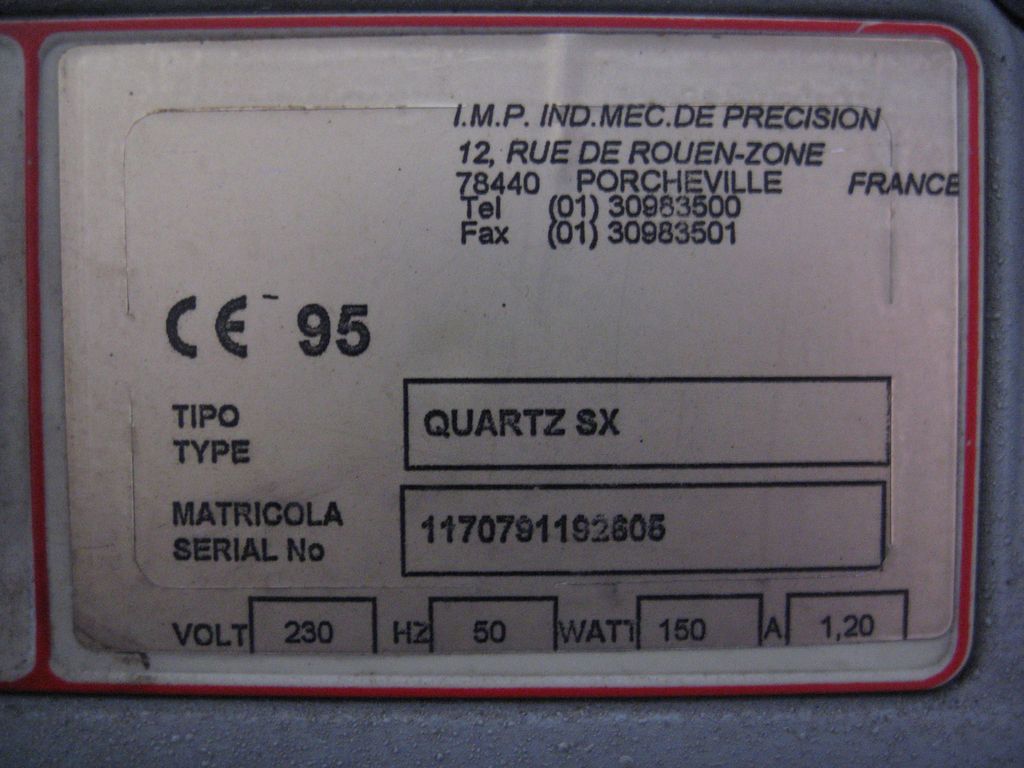 I.M.P. IND.MEC.DE PRECISION
12, RUE DE ROUEN-ZONE
78440 PORCHEVILLE FRANCE
Tel (01) 30983500
Fax (01) 30983501
CE 95
TIPO
TYPE
QUARTZ SX
MATRICOLA
SERIAL No
1170791192605
VOLT 230 HZ 50 WATT 150 A 1,20